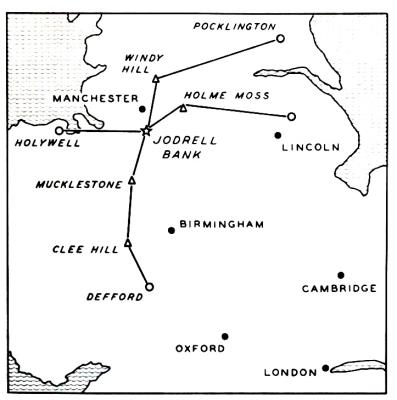 POCKLINGTON
WINDY
HILL
HOLME MOSS
MANCHESTER
HOLYWELL
JODRELL
BANK
LINCOLN
MUCKLESTONE
BIRMINGHAM
CLEE HILL
DEFFORD
CAMBRIDGE
OXFORD
LONDON